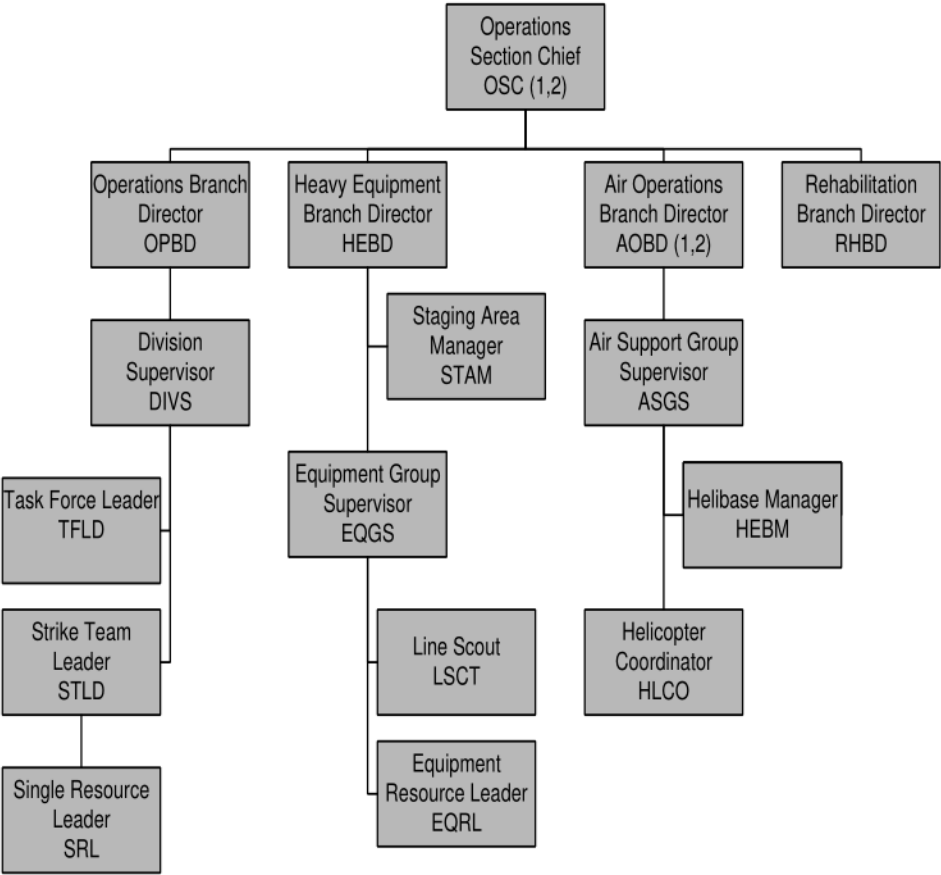 Operations
Section Chief
OSC (1,2)
Operations Branch
Director
OPBD
Heavy Equipment
Branch Director
HEBD
Air Operations
Branch Director
AOBD (1,2)
Rehabilitation
Branch Director
RHBD
Staging Area
Manager
STAM
Division
Supervisor
DIVS
Air Support Group
Supervisor
ASGS
Equipment Group
Supervisor
EQGS
Helibase Manager
HEBM
Task Force Leader
TFLD
Strike Team
Leader
STLD
Line Scout
LSCT
Helicopter
Coordinator
HLCO
Equipment
Resource Leader
EQRL
Single Resource
Leader
SRL